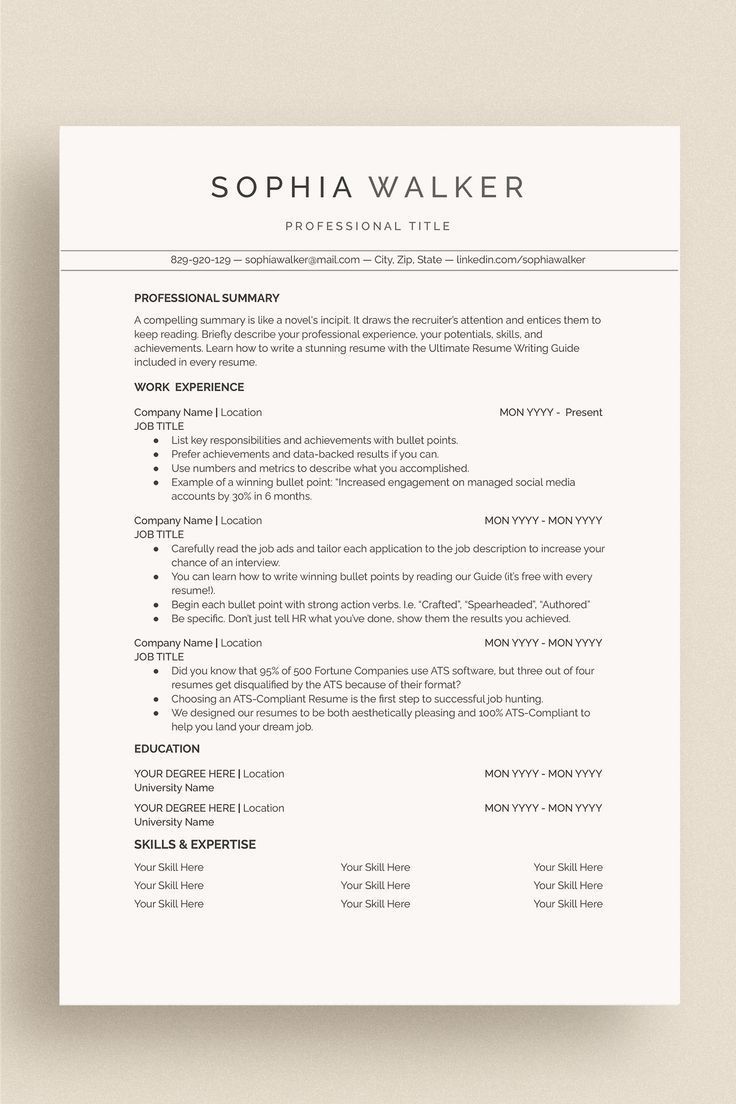 SOPHIA WALKER
PROFESSIONAL TITLE
829-920-129 — sophiawalker@mail.com — City, Zip, State — linkedin.com/sophiawalker
PROFESSIONAL SUMMARY
A compelling summary is like a novel's incipit. It draws the recruiter's attention and entices them to
keep reading. Briefly describe your professional experience, your potentials, skills, and
achievements. Learn how to write a stunning resume with the Ultimate Resume Writing Guide
included in every resume.
WORK EXPERIENCE
Company Name | Location MON YYYY - Present
JOB TITLE
● List key responsibilities and achievements with bullet points.
● Prefer achievements and data-backed results if you can.
● Use numbers and metrics to describe what you accomplished.
● Example of a winning bullet point: “Increased engagement on managed social media
accounts by 30% in 6 months.
Company Name | Location MON YYYY - MON YYYY
JOB TITLE
● Carefully read the job ads and tailor each application to the job description to increase your
chance of an interview.
● You can learn how to write winning bullet points by reading our Guide (it's free with every
resume!).
● Begin each bullet point with strong action verbs. I.e. “Crafted”, “Spearheaded”, “Authored”
● Be specific. Don't just tell HR what you've done, show them the results you achieved.
Company Name | Location MON YYYY - MON YYYY
JOB TITLE
● Did you know that 95% of 500 Fortune Companies use ATS software, but three out of four
resumes get disqualified by the ATS because of their format?
● Choosing an ATS-Compliant Resume is the first step to successful job hunting.
● We designed our resumes to be both aesthetically pleasing and 100% ATS-Compliant to
help you land your dream job.
EDUCATION
YOUR DEGREE HERE | Location MON YYYY - MON YYYY
University Name
YOUR DEGREE HERE | Location MON YYYY - MON YYYY
University Name
SKILLS & EXPERTISE
Your Skill Here Your Skill Here Your Skill Here
Your Skill Here Your Skill Here Your Skill Here
Your Skill Here Your Skill Here Your Skill Here